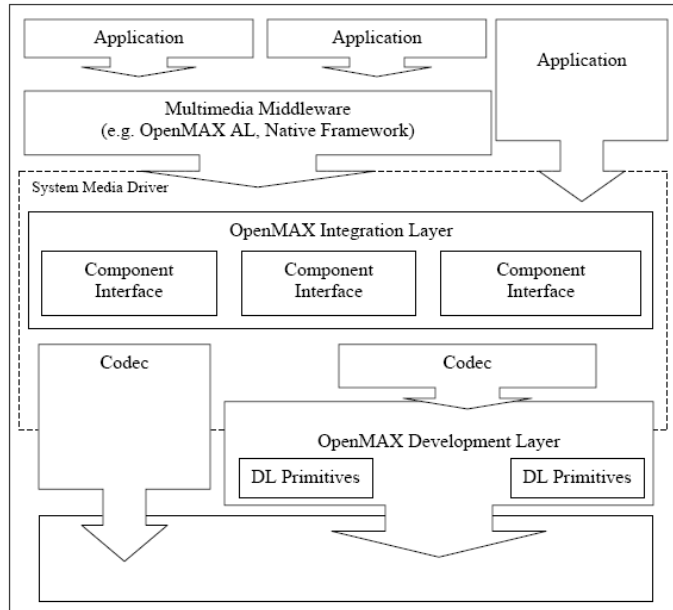 Application
Application
Application
Multimedia Middleware
(e.g. OpenMAX AL, Native Framework)
System Media Driver
OpenMAX Integration Layer
Component
Interface
Component
Interface
Component
Interface
Codec
Codec
OpenMAX Development Layer
DL Primitives
DL Primitives